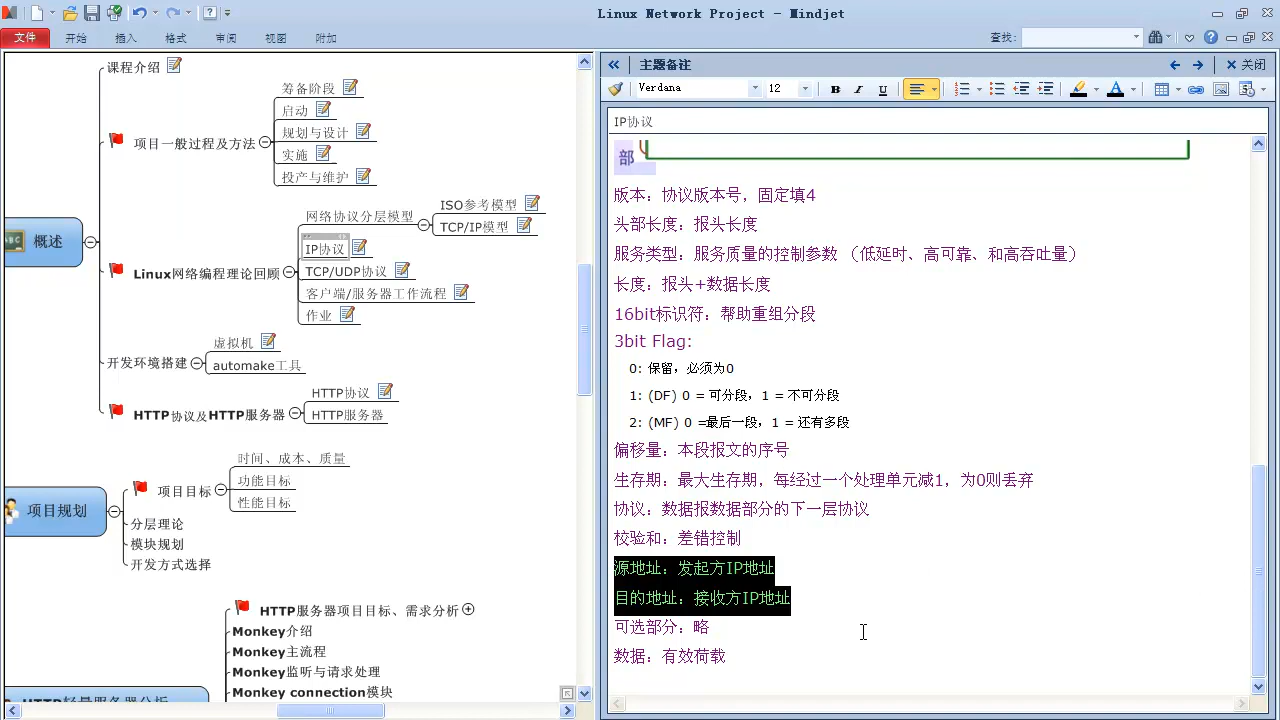 Linux Network Project - Mindjet
文件
开始
插入
格式
审阅
视图
附加
查找:
课程介绍
项目一般过程及方法
筹备阶段
启动
规划与设计
实施
投产与维护
概述
Linux网络编程理论回顾
网络协议分层模型
ISO参考模型
TCP/IP模型
IP协议
TCP/UDP协议
客户端/服务器工作流程
作业
开发环境搭建
虚拟机
automake工具
HTTP协议及HTTP服务器
HTTP协议
HTTP服务器
项目规划
项目目标
时间、成本、质量
功能目标
性能目标
分层理论
模块规划
开发方式选择
HTTP服务器项目目标、需求分析
Monkey介绍
Monkey主流程
Monkey监听与请求处理
Monkey connection模块
HTTP轻量服务器分析
主题备注
关闭
Verdana
12
B
I
U
IP协议
部
版本：协议版本号，固定填4
头部长度：报头长度
服务类型：服务质量的控制参数 （低延时、高可靠、和高吞吐量）
长度：报头+数据长度
16bit标识符：帮助重组分段
3bit Flag:
0: 保留，必须为0
1: (DF) 0 = 可分段，1 = 不可分段
2: (MF) 0 =最后一段，1 = 还有多段
偏移量：本段报文的序号
生存期：最大生存期，每经过一个处理单元减1，为0则丢弃
协议：数据报数据部分的下一层协议
校验和：差错控制
源地址：发起方IP地址
目的地址：接收方IP地址
可选部分：略
数据：有效荷载